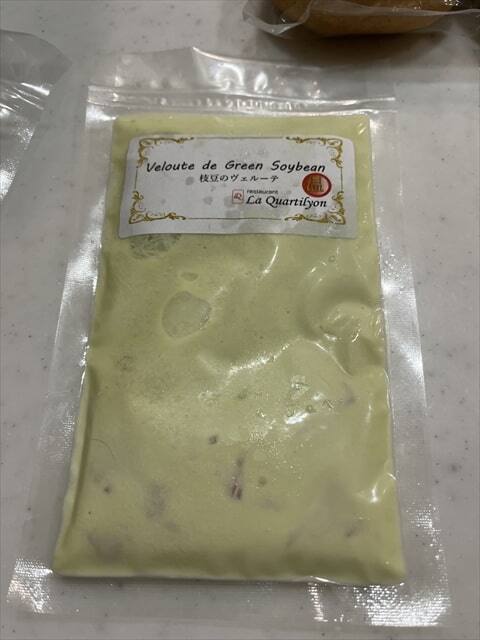 Veloute de Green Soybean
枝豆のヴェルーテ
restaurant
La Quartilyon